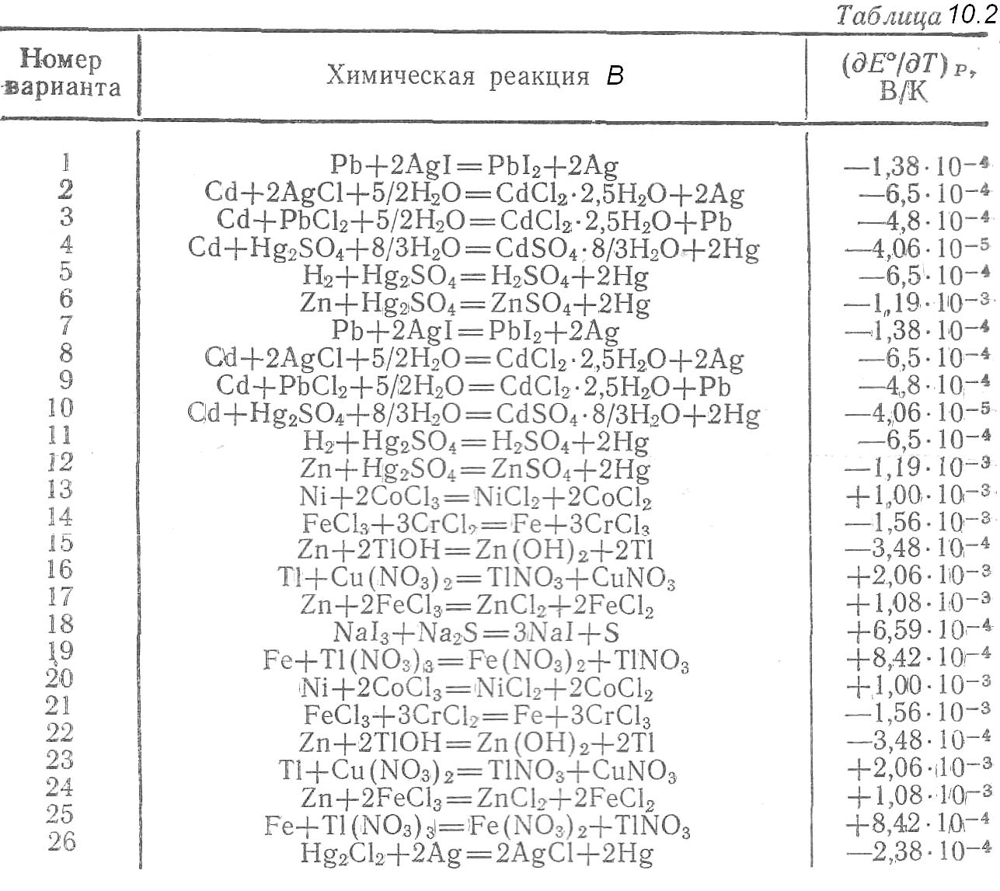 Таблица 10.2
Номер варианта | Химическая реакция B | (∂E°/∂T)P, В/К
1 | Pb+2AgI=PbI₂+2Ag | —1,38·10⁻⁴
2 | Cd+2AgCl+5/2H₂O=CdCl₂·2,5H₂O+2Ag | —6,5·10⁻⁴
3 | Cd+PbCl₂+5/2H₂O=CdCl₂·2,5H₂O+Pb | —4,8·10⁻⁴
4 | Cd+Hg₂SO₄+8/3H₂O=CdSO₄·8/3H₂O+2Hg | —4,06·10⁻⁵
5 | H₂+Hg₂SO₄=H₂SO₄+2Hg | —6,5·10⁻⁴
6 | Zn+Hg₂SO₄=ZnSO₄+2Hg | —1,19·10⁻³
7 | Pb+2AgI=PbI₂+2Ag | —1,38·10⁻⁴
8 | Cd+2AgCl+5/2H₂O=CdCl₂·2,5H₂O+2Ag | —6,5·10⁻⁴
9 | Cd+PbCl₂+5/2H₂O=CdCl₂·2,5H₂O+Pb | —4,8·10⁻⁴
10 | Cd+Hg₂SO₄+8/3H₂O=CdSO₄·8/3H₂O+2Hg | —4,06·10⁻⁵
11 | H₂+Hg₂SO₄=H₂SO₄+2Hg | —6,5·10⁻⁴
12 | Zn+Hg₂SO₄=ZnSO₄+2Hg | —1,19·10⁻³
13 | Ni+2CoCl₃=NiCl₂+2CoCl₂ | +1,00·10⁻³
14 | FeCl₃+3CrCl₂=Fe+3CrCl₃ | —1,56·10⁻³
15 | Zn+2TlOH=Zn(OH)₂+2Tl | —3,48·10⁻⁴
16 | Tl+Cu(NO₃)₂=TlNO₃+CuNO₃ | +2,06·10⁻³
17 | Zn+2FeCl₃=ZnCl₂+2FeCl₂ | +1,08·10⁻³
18 | NaI₃+Na₂S=3NaI+S | +6,59·10⁻⁴
19 | Fe+Tl(NO₃)₃=Fe(NO₃)₂+TlNO₃ | +8,42·10⁻⁴
20 | Ni+2CoCl₃=NiCl₂+2CoCl₂ | +1,00·10⁻³
21 | FeCl₃+3CrCl₂=Fe+3CrCl₃ | —1,56·10⁻³
22 | Zn+2TlOH=Zn(OH)₂+2Tl | —3,48·10⁻⁴
23 | Tl+Cu(NO₃)₂=TlNO₃+CuNO₃ | +2,06·10⁻³
24 | Zn+2FeCl₃=ZnCl₂+2FeCl₂ | +1,08·10⁻³
25 | Fe+Tl(NO₃)₃=Fe(NO₃)₂+TlNO₃ | +8,42·10⁻⁴
26 | Hg₂Cl₂+2Ag=2AgCl+2Hg | —2,38·10⁻⁴